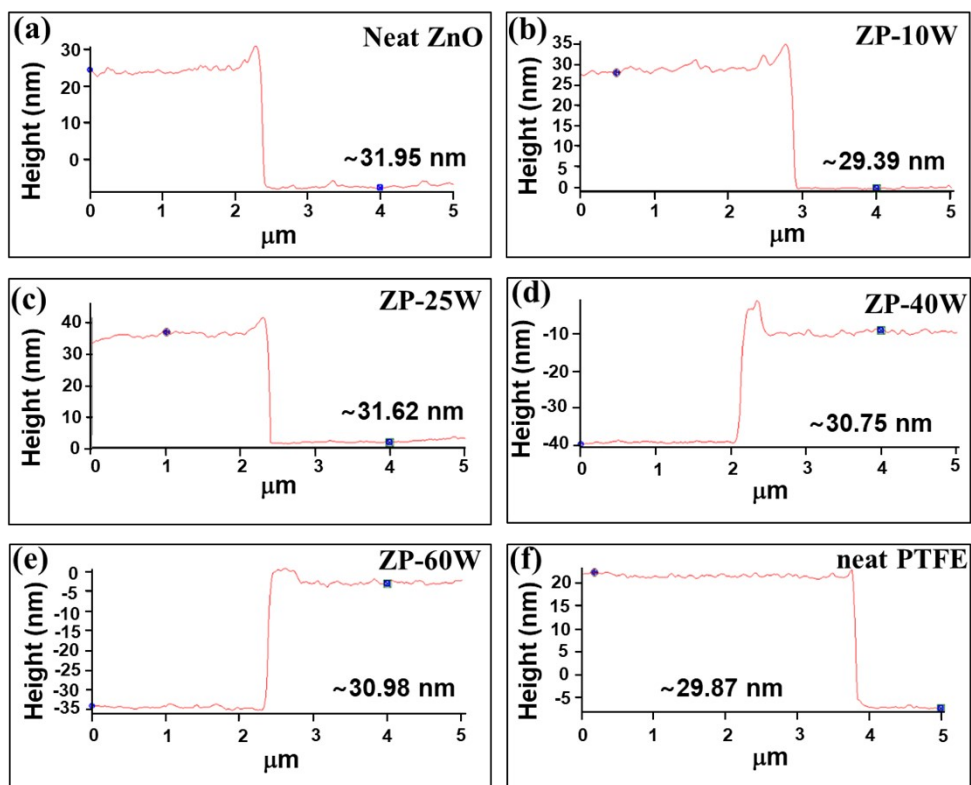 (a)
Neat ZnO
Height (nm)
30
20
10
0
~31.95 nm
0 1 2 3 4 5
μm
(b)
ZP-10W
Height (nm)
35
30
25
20
15
10
5
0
~29.39 nm
0 1 2 3 4 5
μm
(c)
ZP-25W
Height (nm)
40
30
20
10
0
~31.62 nm
0 1 2 3 4 5
μm
(d)
ZP-40W
Height (nm)
-10
-20
-30
-40
~30.75 nm
0 1 2 3 4 5
μm
(e)
ZP-60W
Height (nm)
0
-5
-10
-15
-20
-25
-30
-35
~30.98 nm
0 1 2 3 4 5
μm
(f)
neat PTFE
Height (nm)
20
15
10
5
0
-5
~29.87 nm
0 1 2 3 4 5
μm